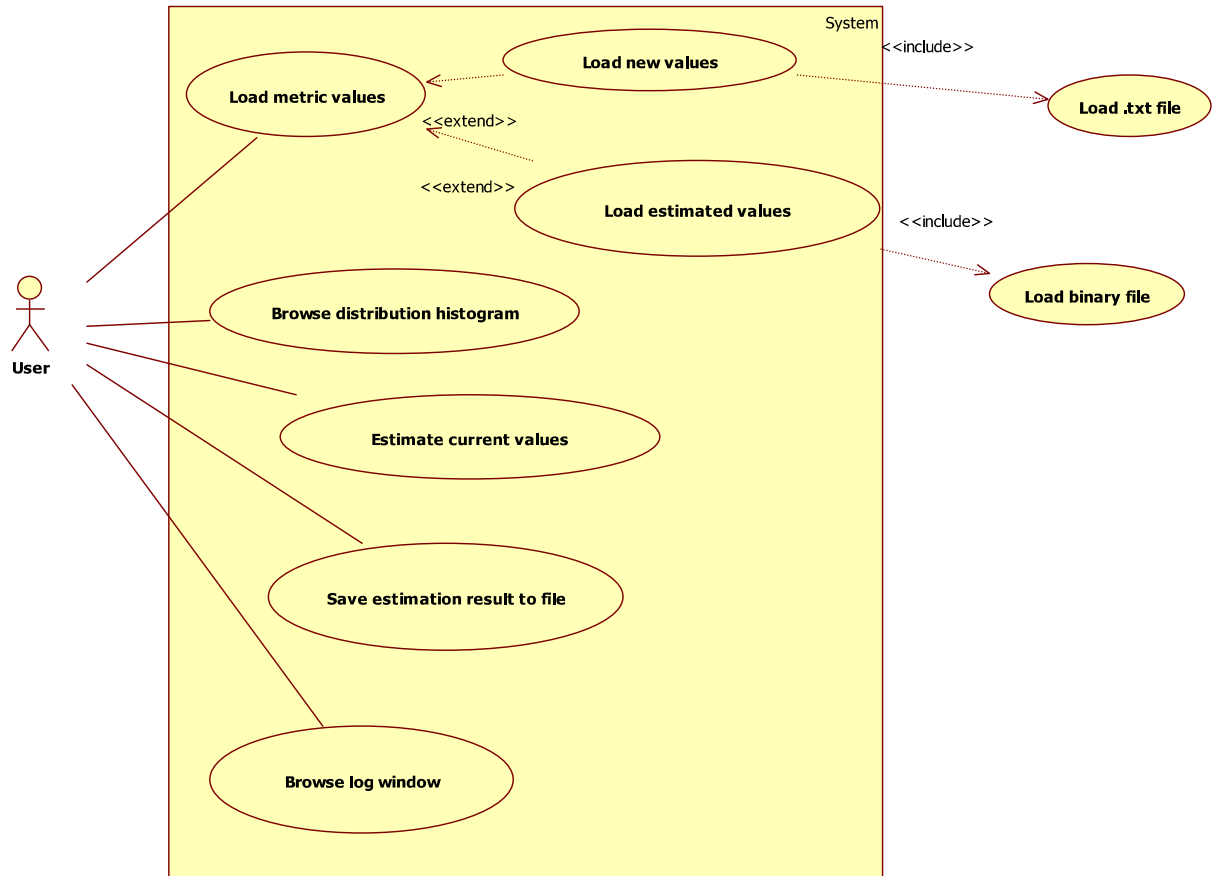 System
Load new values
<<include>>
Load metric values
Load .txt file
<<extend>>
<<extend>>
Load estimated values
<<include>>
Load binary file
Browse distribution histogram
User
Estimate current values
Save estimation result to file
Browse log window